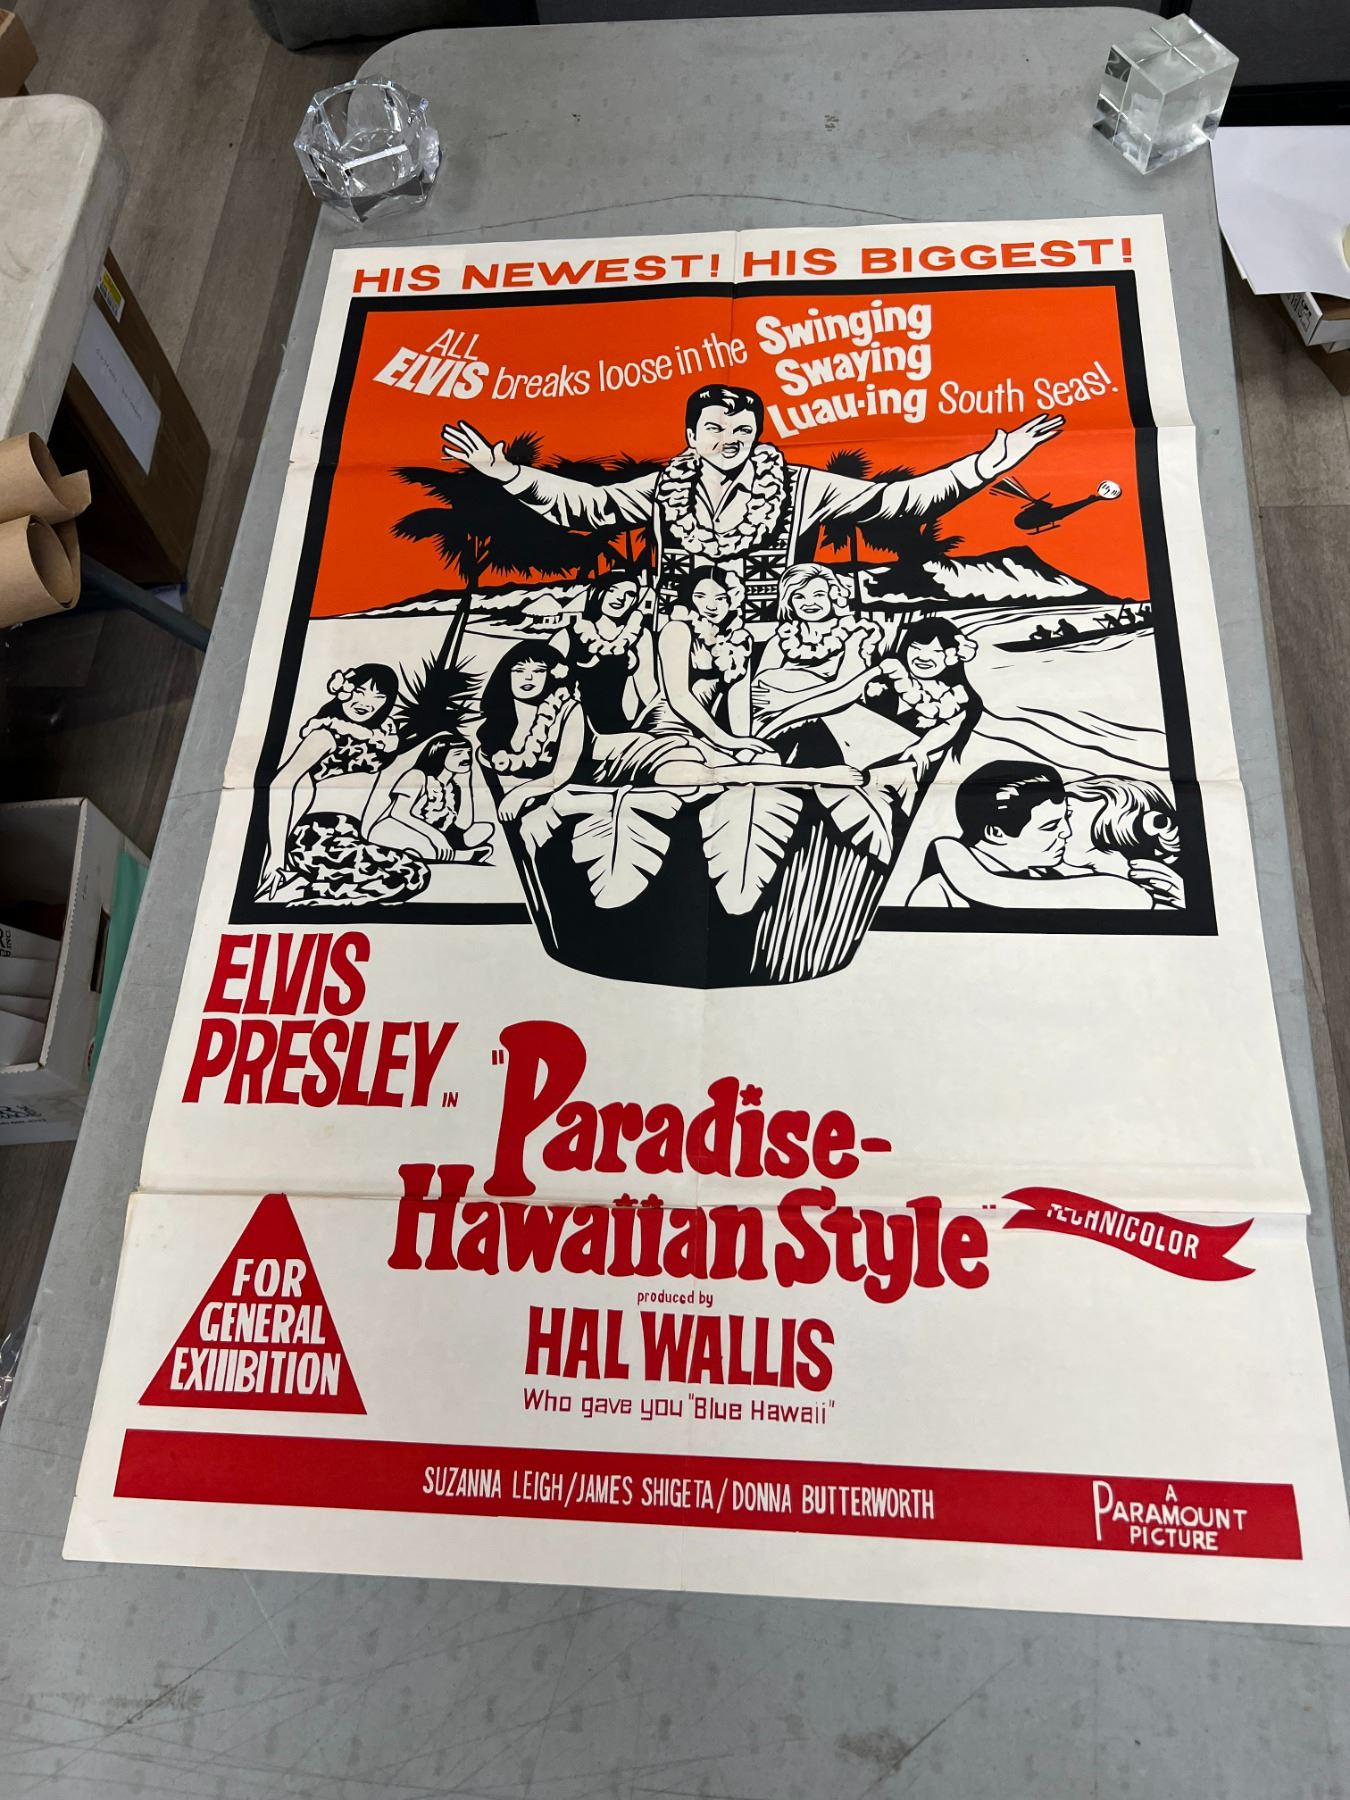 HIS NEWEST! HIS BIGGEST!
ALL
ELVIS breaks loose in the Swinging
Swaying
Luau-ing South Seas!
ELVIS
PRESLEY IN
"Paradise-
Hawaiian Style"
TECHNICOLOR
produced by
HAL WALLIS
Who gave you "Blue Hawaii"
FOR
GENERAL
EXHIBITION
SUZANNA LEIGH/JAMES SHIGETA/DONNA BUTTERWORTH
A
PARAMOUNT
PICTURE